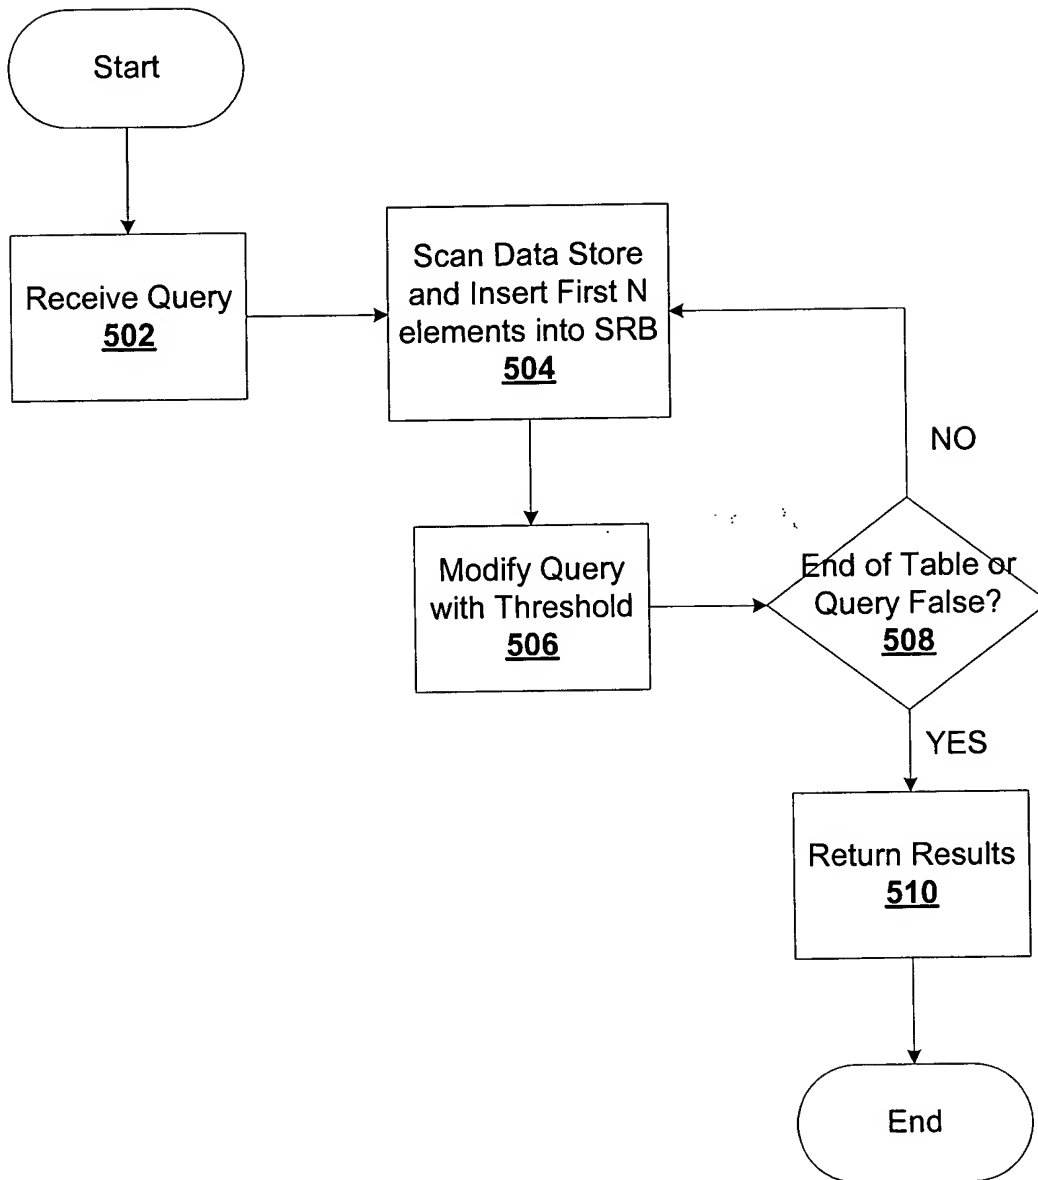 Start
Receive Query
502
Scan Data Store
and Insert First N
elements into SRB
504
NO
Modify Query
with Threshold
506
End of Table or
Query False?
508
YES
Return Results
510
End